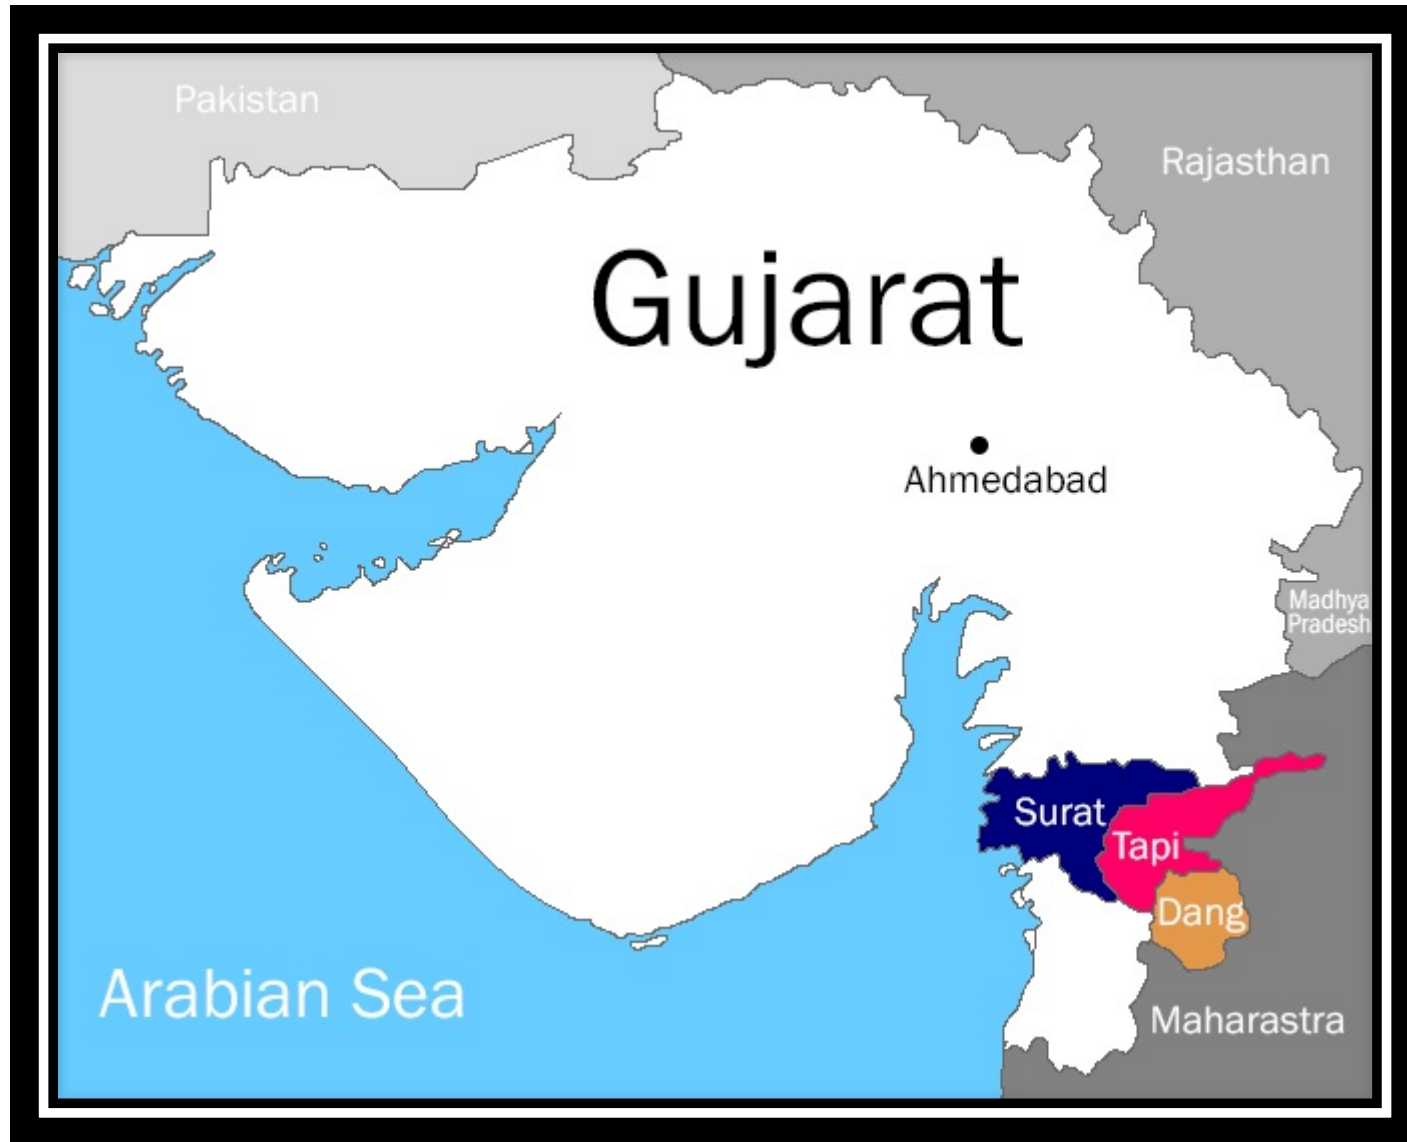 Pakistan
Rajasthan
Gujarat
Ahmedabad
Madhya
Pradesh
Surat
Tapi
Dang
Arabian Sea
Maharastra